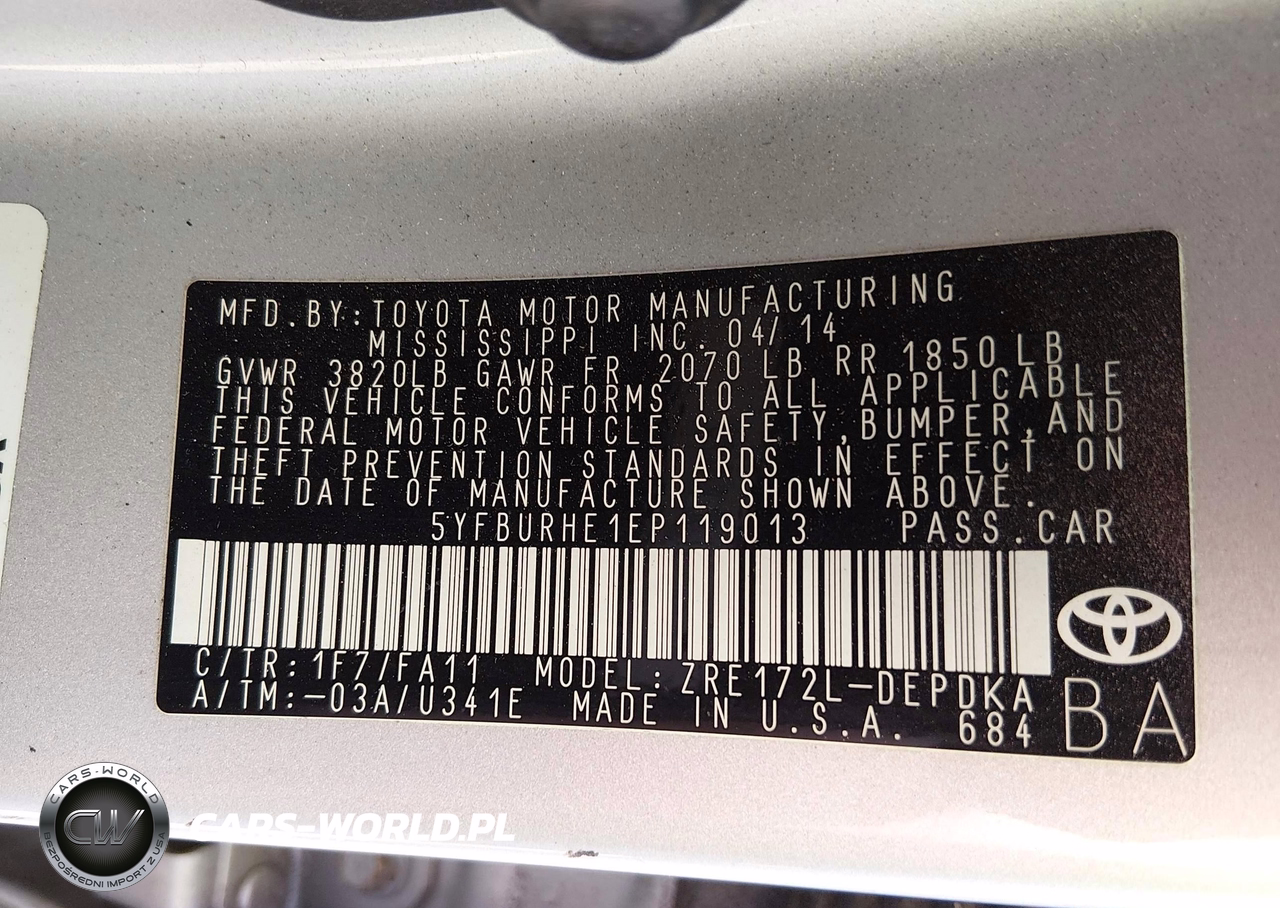 MFD.BY:TOYOTA MOTOR MANUFACTURING
MISSISSIPPI INC. 04/14
GVWR 3820LB GAWR FR 2070 LB RR 1850 LB
THIS VEHICLE CONFORMS TO ALL APPLICABLE
FEDERAL MOTOR VEHICLE SAFETY,BUMPER,AND
THEFT PREVENTION STANDARDS IN EFFECT ON
THE DATE OF MANUFACTURE SHOWN ABOVE.
5YFBURHE1EP119013 PASS.CAR
C/TR:1F7/FA11 MODEL:ZRE172L-DEPDKA
A/TM:-03A/U341E MADE IN U.S.A. 684
BA
CARS-WORLD
CW
BEZPOŚREDNI IMPORT Z USA
CARS-WORLD.PL